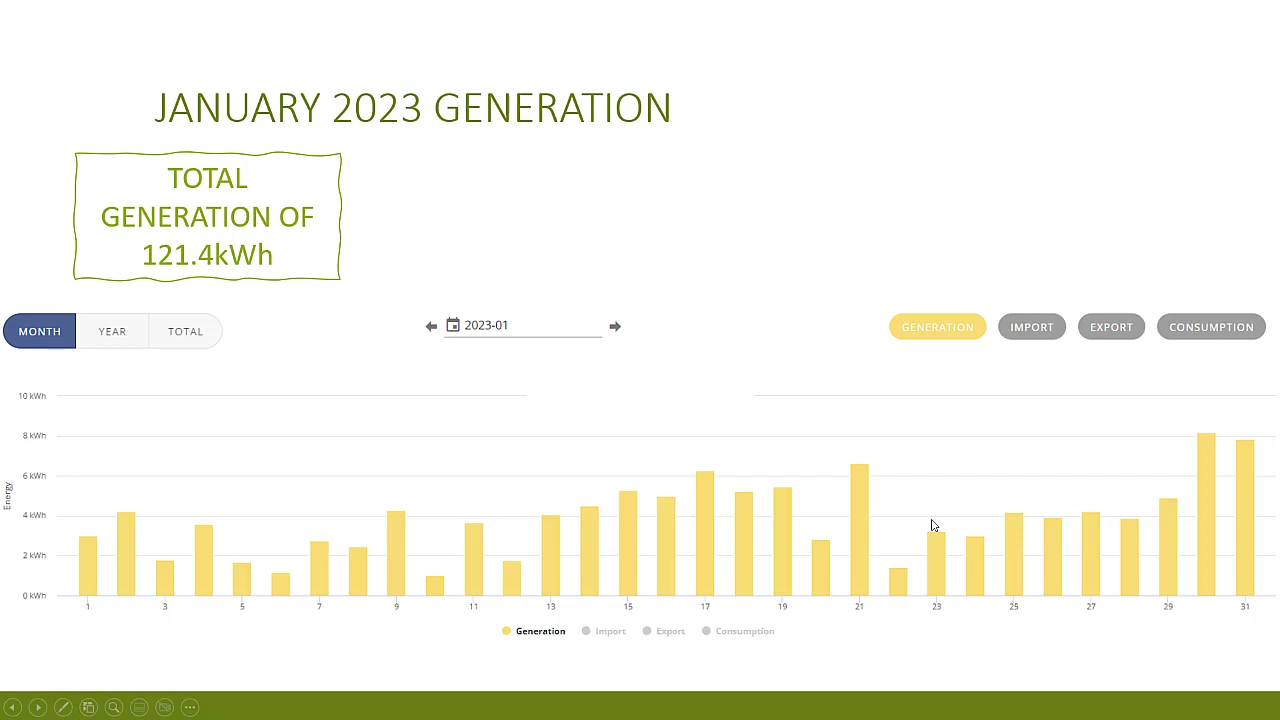 JANUARY 2023 GENERATION
TOTAL
GENERATION OF
121.4kWh
MONTH YEAR TOTAL
2023-01
GENERATION IMPORT EXPORT CONSUMPTION
10 kWh
8 kWh
6 kWh
4 kWh
2 kWh
0 kWh
Energy
1 3 5 7 9 11 13 15 17 19 21 23 25 27 29 31
Generation Import Export Consumption